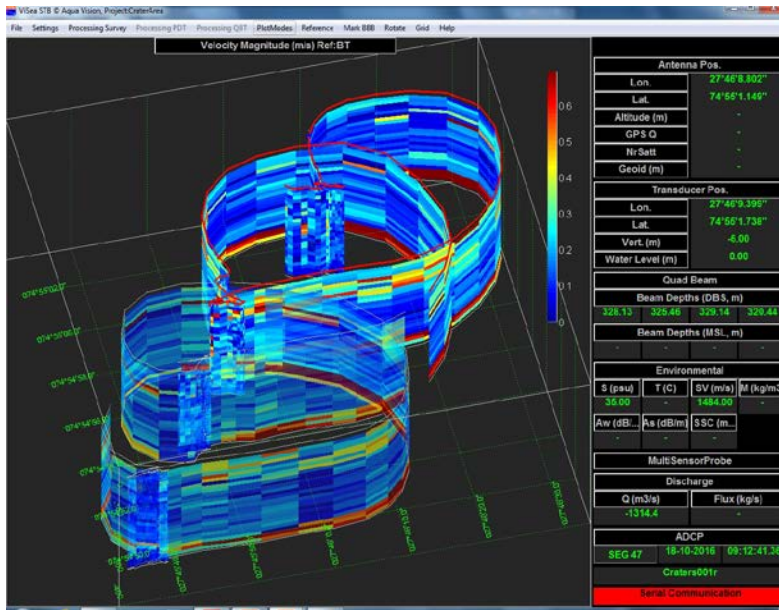 ViSea STB © Aqua Vision, Project:CraterArea
File Settings Processing Survey Processing PDT Processing QBT PlotModes Reference Mark BBB Rotate Grid Help
Velocity Magnitude (m/s) Ref:BT
0.6
0.5
0.4
0.3
0.2
0.1
0
Antenna Pos.
Lon. 27°46'8.802"
Lat. 74°55'1.149"
Altitude (m) -
GPS Q -
NrSatt -
Geoid (m) -
Transducer Pos.
Lon. 27°46'9.395"
Lat. 74°55'1.738"
Vert. (m) -6.00
Water Level (m) 0.00
Quad Beam
Beam Depths (DBS, m)
328.13 325.46 329.14 320.44
Beam Depths (MSL, m)
- - - -
Environmental
S (psu) T (C) SV (m/s) M (kg/m3
35.00 - 1484.00 -
Aw (dB/... As (dB/m) SSC (m...
- - -
MultiSensorProbe
Discharge
Q (m3/s) Flux (kg/s)
-1314.4 -
ADCP
SEG 47 18-10-2016 09:12:41.36
Craters001r
Serial Communication